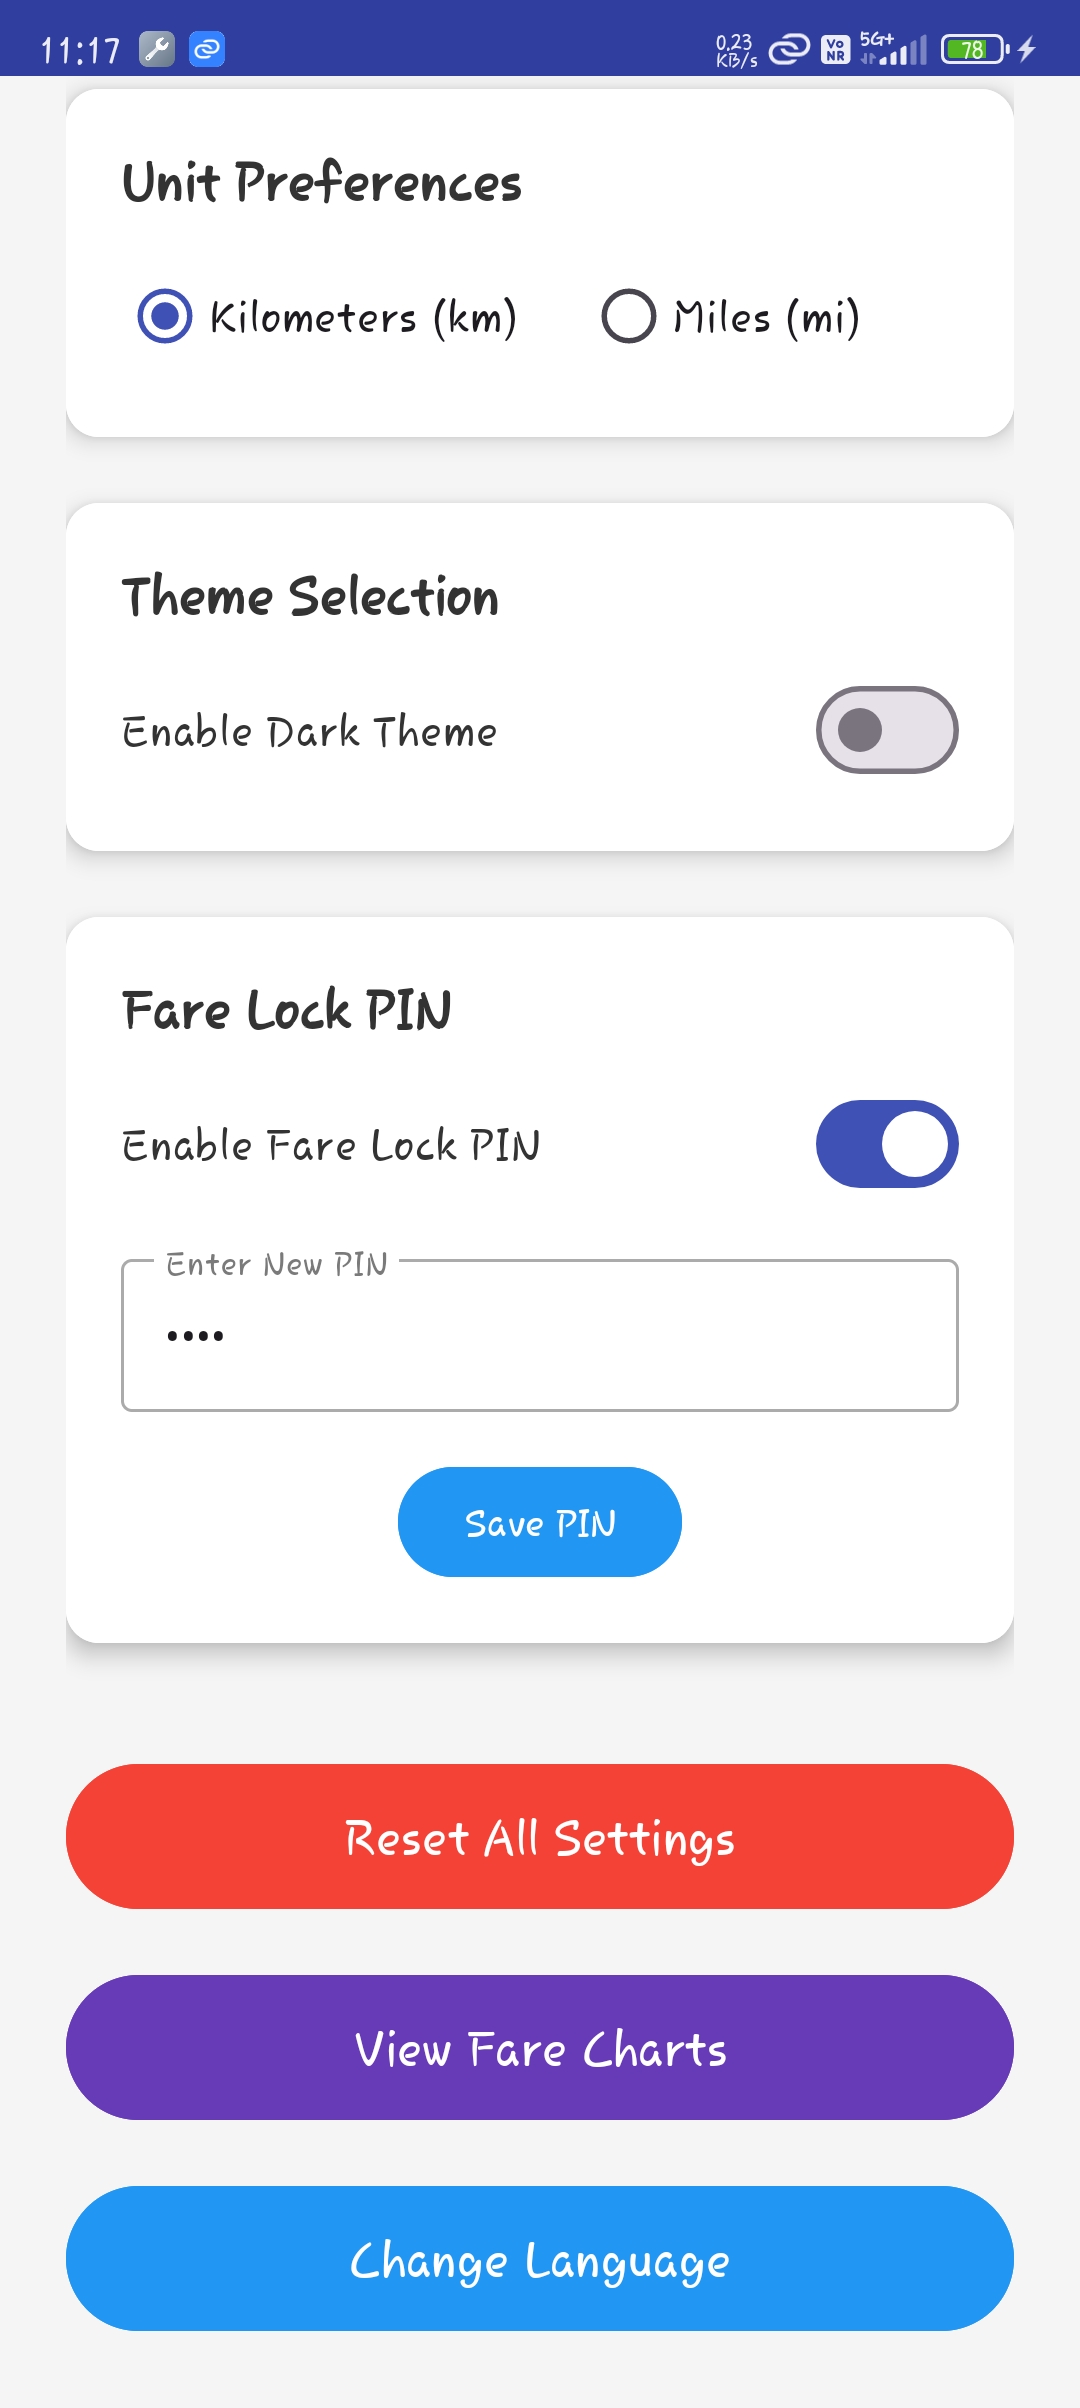 11:17
0.23
KB/s
Vo
NR
5G+
78
Unit Preferences
Kilometers (km)
Miles (mi)
Theme Selection
Enable Dark Theme
Fare Lock PIN
Enable Fare Lock PIN
Enter New PIN
••••
Save PIN
Reset All Settings
View Fare Charts
Change Language